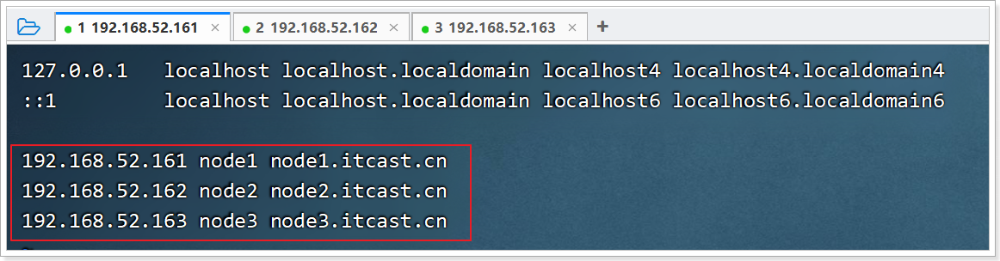 1 192.168.52.161 × 2 192.168.52.162 × 3 192.168.52.163 × +
127.0.0.1 localhost localhost.localdomain localhost4 localhost4.localdomain4
::1 localhost localhost.localdomain localhost6 localhost6.localdomain6
192.168.52.161 node1 node1.itcast.cn
192.168.52.162 node2 node2.itcast.cn
192.168.52.163 node3 node3.itcast.cn